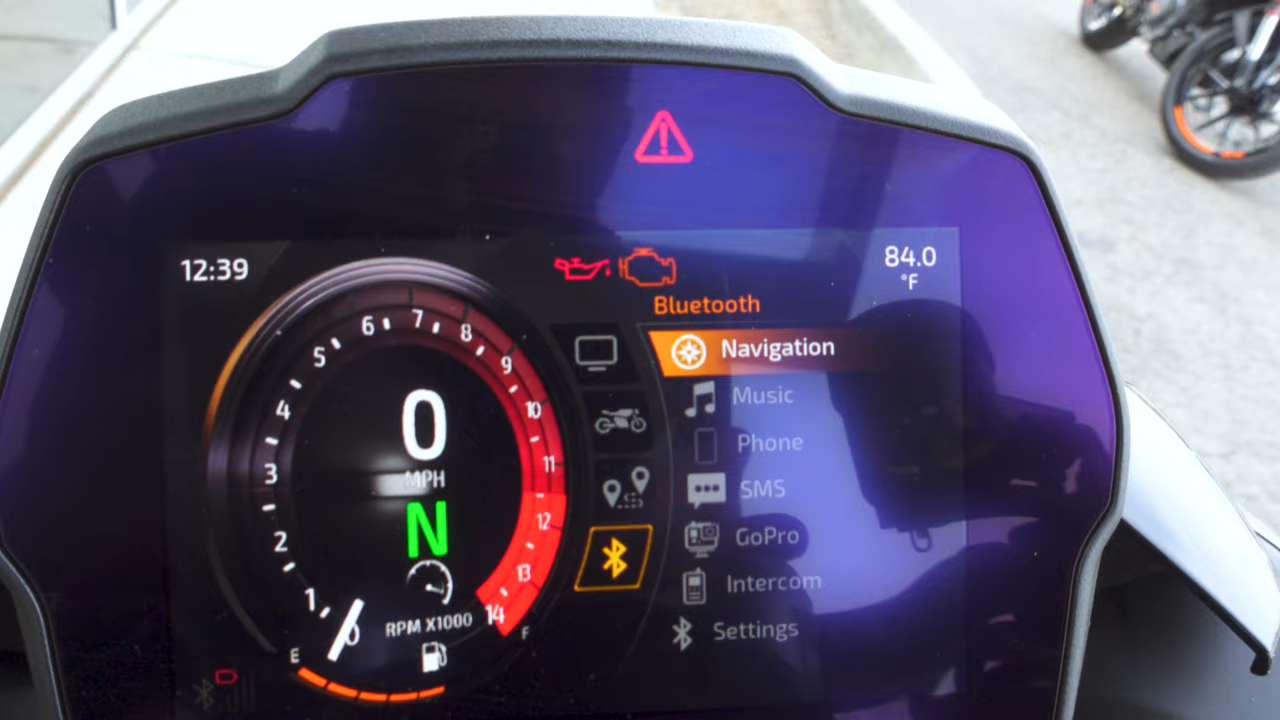 12:39
84.0
°F
Bluetooth
Navigation
Music
Phone
SMS
GoPro
Intercom
Settings
0
MPH
N
RPM X1000
0
1
2
3
4
5
6
7
8
9
10
11
12
13
14
E
F